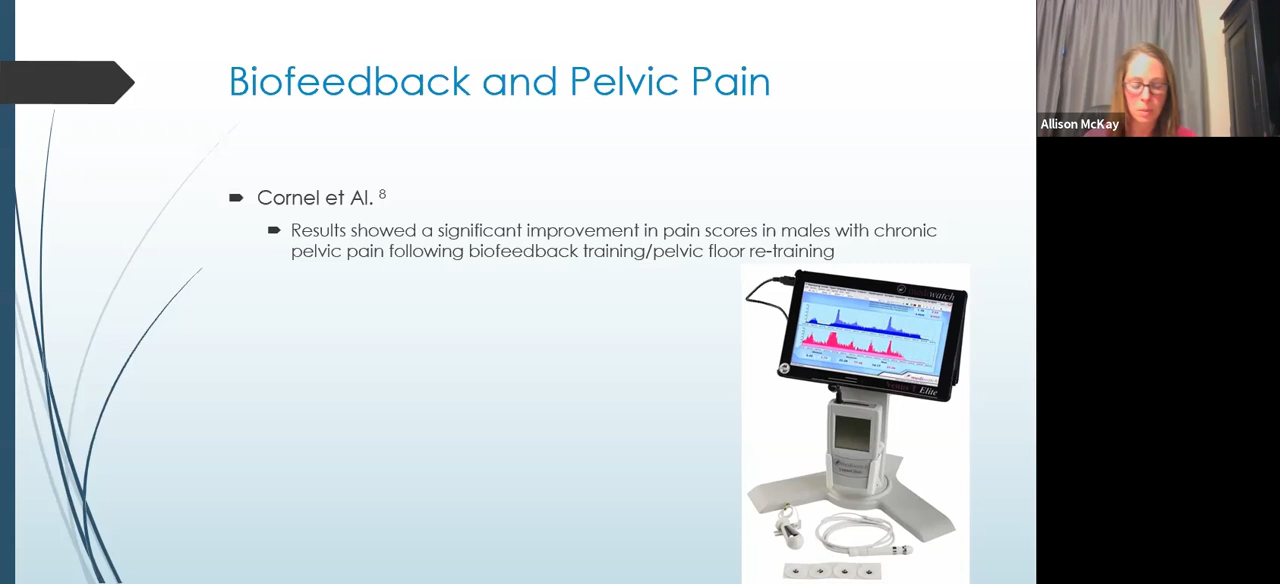 Biofeedback and Pelvic Pain
Allison McKay
Cornel et Al. 8
Results showed a significant improvement in pain scores in males with chronic
pelvic pain following biofeedback training/pelvic floor re-training
Elite